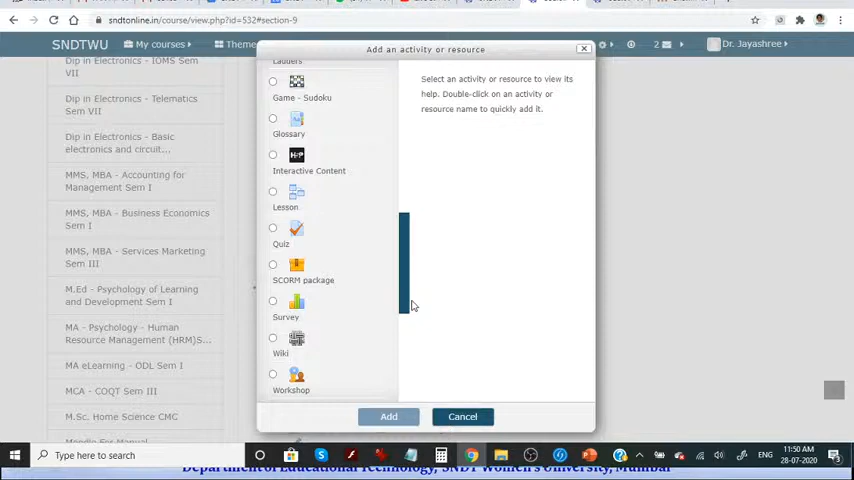 sndtonline.in/course/view.php?id=532#section-9
SNDTWU
My courses
Theme
2
Dr. Jayashree
Add an activity or resource
Dip in Electronics - IOMS Sem
VII
Dip in Electronics - Telematics
Sem VII
Dip in Electronics - Basic
electronics and circuit...
MMS, MBA - Accounting for
Management Sem I
MMS, MBA - Business Economics
Sem I
MMS, MBA - Services Marketing
Sem III
M.Ed - Psychology of Learning
and Development Sem I
MA - Psychology - Human
Resource Management (HRM)S...
MA eLearning - ODL Sem I
MCA - COQT Sem III
M.Sc. Home Science CMC
Moodle For Manual
Ladders
Game - Sudoku
Glossary
H-P
Interactive Content
Lesson
Quiz
SCORM package
Survey
Wiki
Workshop
Select an activity or resource to view its
help. Double-click on an activity or
resource name to quickly add it.
Add
Cancel
Type here to search
ENG
11:50 AM
28-07-2020
3
Department of Educational Technology, SNDT Women's University, Mumbai